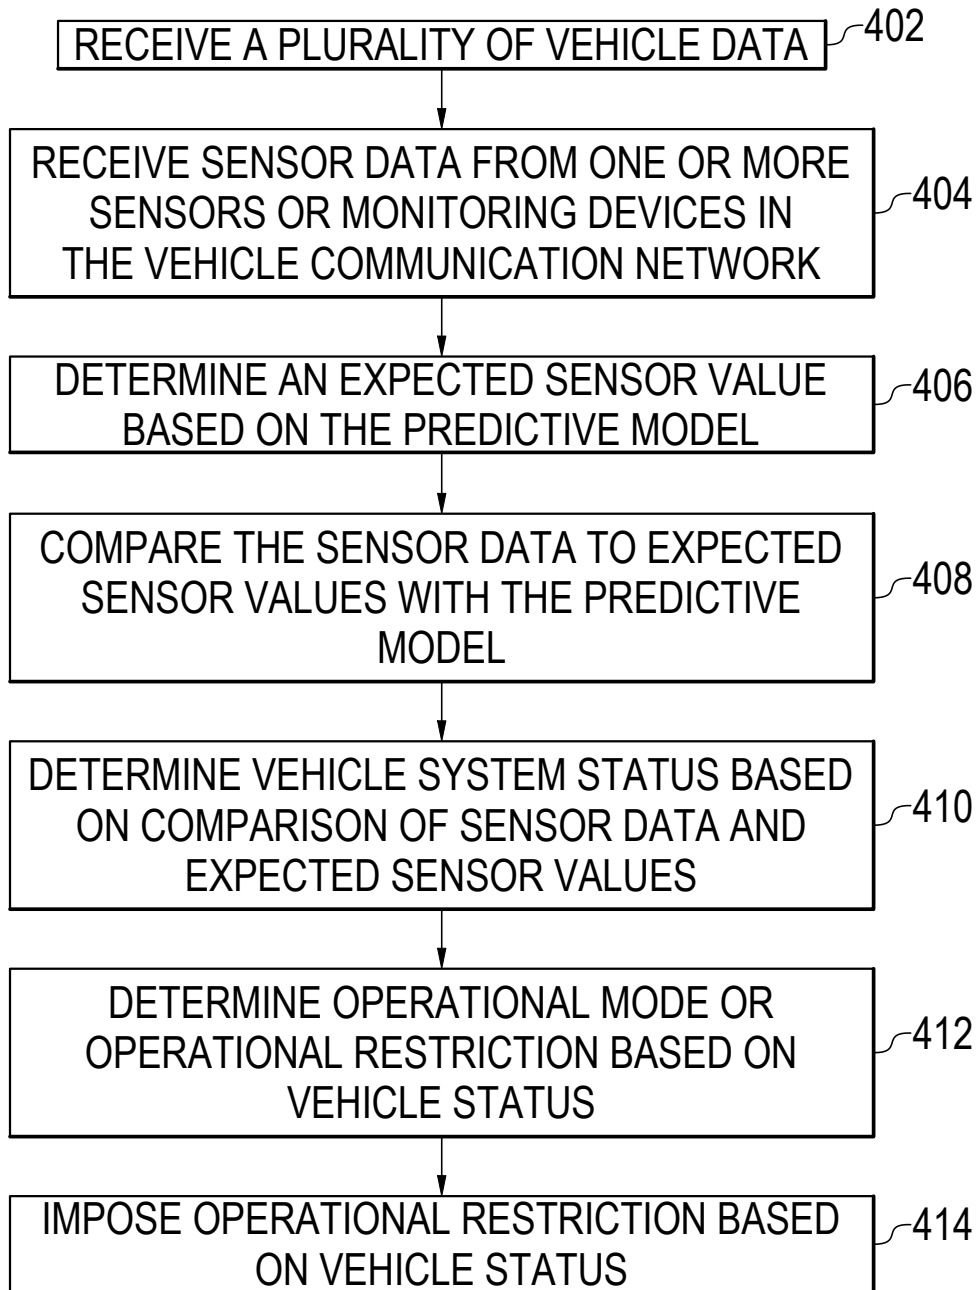 RECEIVE A PLURALITY OF VEHICLE DATA
402
RECEIVE SENSOR DATA FROM ONE OR MORE
SENSORS OR MONITORING DEVICES IN
THE VEHICLE COMMUNICATION NETWORK
404
DETERMINE AN EXPECTED SENSOR VALUE
BASED ON THE PREDICTIVE MODEL
406
COMPARE THE SENSOR DATA TO EXPECTED
SENSOR VALUES WITH THE PREDICTIVE
MODEL
408
DETERMINE VEHICLE SYSTEM STATUS BASED
ON COMPARISON OF SENSOR DATA AND
EXPECTED SENSOR VALUES
410
DETERMINE OPERATIONAL MODE OR
OPERATIONAL RESTRICTION BASED ON
VEHICLE STATUS
412
IMPOSE OPERATIONAL RESTRICTION BASED
ON VEHICLE STATUS
414